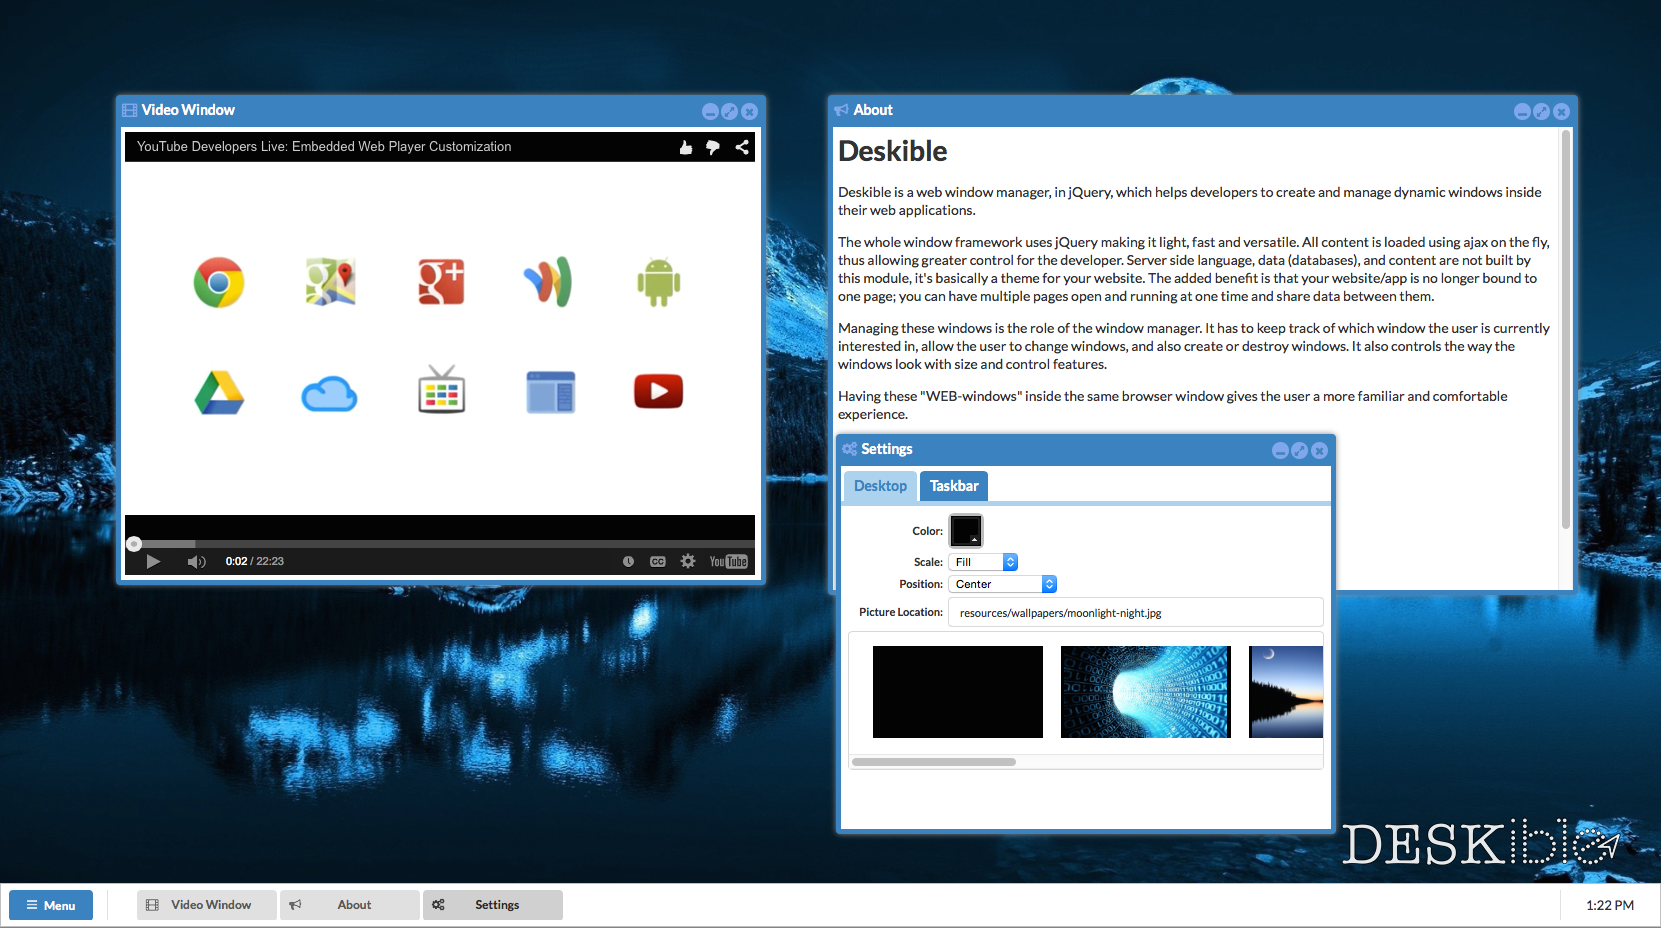 Video Window
YouTube Developers Live: Embedded Web Player Customization
0:02 / 22:23
CC
YouTube
About
Deskible
Deskible is a web window manager, in jQuery, which helps developers to create and manage dynamic windows inside
their web applications.
The whole window framework uses jQuery making it light, fast and versatile. All content is loaded using ajax on the fly,
thus allowing greater control for the developer. Server side language, data (databases), and content are not built by
this module, it's basically a theme for your website. The added benefit is that your website/app is no longer bound to
one page; you can have multiple pages open and running at one time and share data between them.
Managing these windows is the role of the window manager. It has to keep track of which window the user is currently
interested in, allow the user to change windows, and also create or destroy windows. It also controls the way the
windows look with size and control features.
Having these "WEB-windows" inside the same browser window gives the user a more familiar and comfortable
experience.
Settings
Desktop Taskbar
Color:
Scale: Fill
Position: Center
Picture Location: resources/wallpapers/moonlight-night.jpg
DESKible
Menu Video Window About Settings 1:22 PM